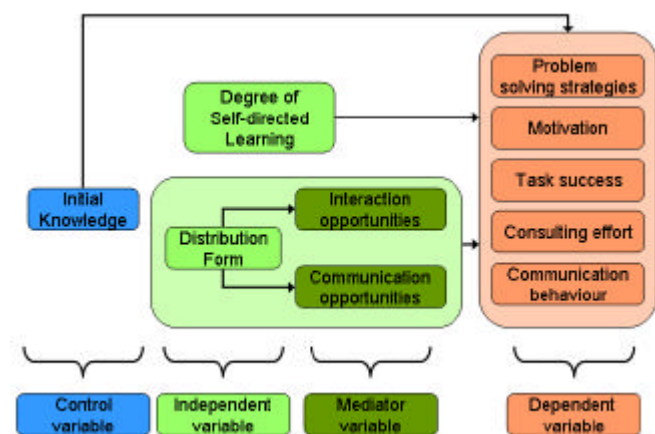 Problem
solving strategies
Degree of
Self-directed
Learning
Motivation
Task success
Initial
Knowledge
Interaction
opportunities
Distribution
Form
Consulting effort
Communication
opportunities
Communication
behaviour
Control
variable
Independent
variable
Mediator
variable
Dependent
variable